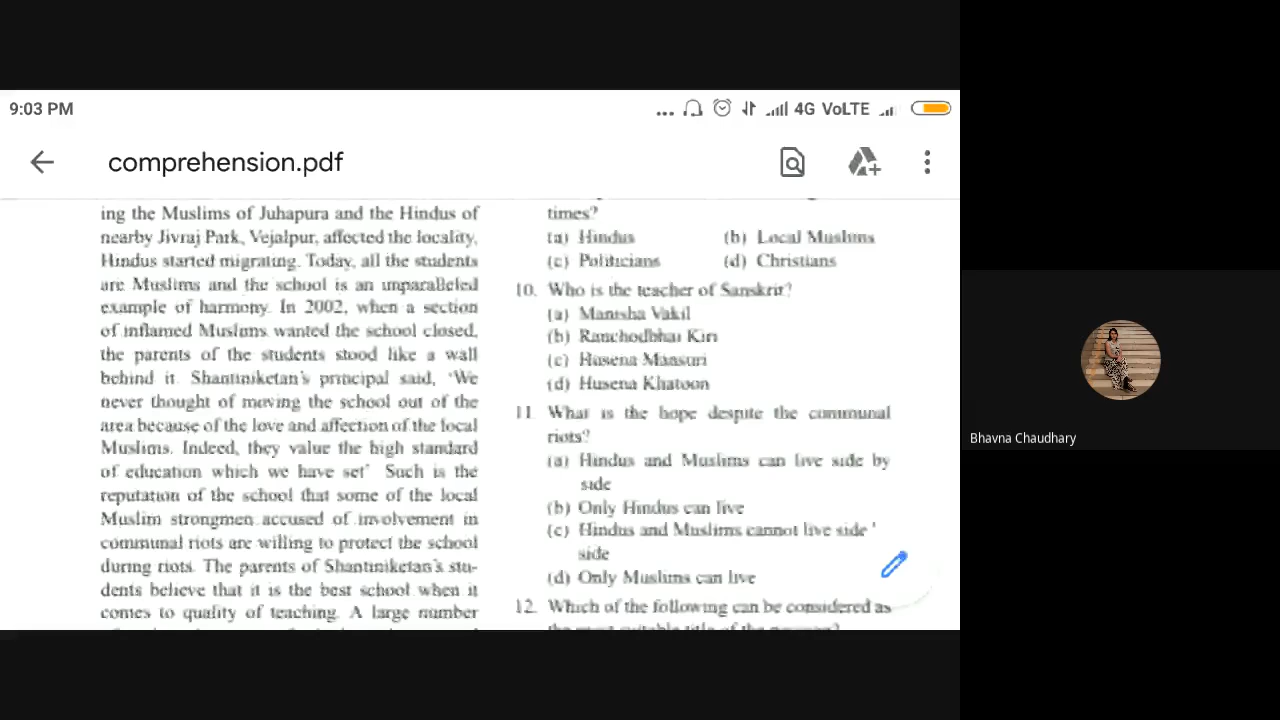 9:03 PM
... 4G VoLTE
comprehension.pdf
ing the Muslims of Juhapura and the Hindus of
nearby Jivraj Park, Vejalpur, affected the locality,
Hindus started migrating. Today, all the students
are Muslims and the school is an unparalleled
example of harmony. In 2002, when a section
of inflamed Muslims wanted the school closed,
the parents of the students stood like a wall
behind it. Shantiniketan's principal said, 'We
never thought of moving the school out of the
area because of the love and affection of the local
Muslims. Indeed, they value the high standard
of education which we have set' Such is the
reputation of the school that some of the local
Muslim strongmen accused of involvement in
communal riots are willing to protect the school
during riots. The parents of Shantiniketan's stu-
dents believe that it is the best school when it
comes to quality of teaching. A large number
times?
(a) Hindus (b) Local Muslims
(c) Politicians (d) Christians
10. Who is the teacher of Sanskrit?
(a) Manisha Vakil
(b) Ranchodbhai Kiri
(c) Husena Mansuri
(d) Husena Khatoon
11. What is the hope despite the communal
riots?
(a) Hindus and Muslims can live side by
side
(b) Only Hindus can live
(c) Hindus and Muslims cannot live side '
side
(d) Only Muslims can live
12. Which of the following can be considered as
the most suitable title of the passage?
Bhavna Chaudhary